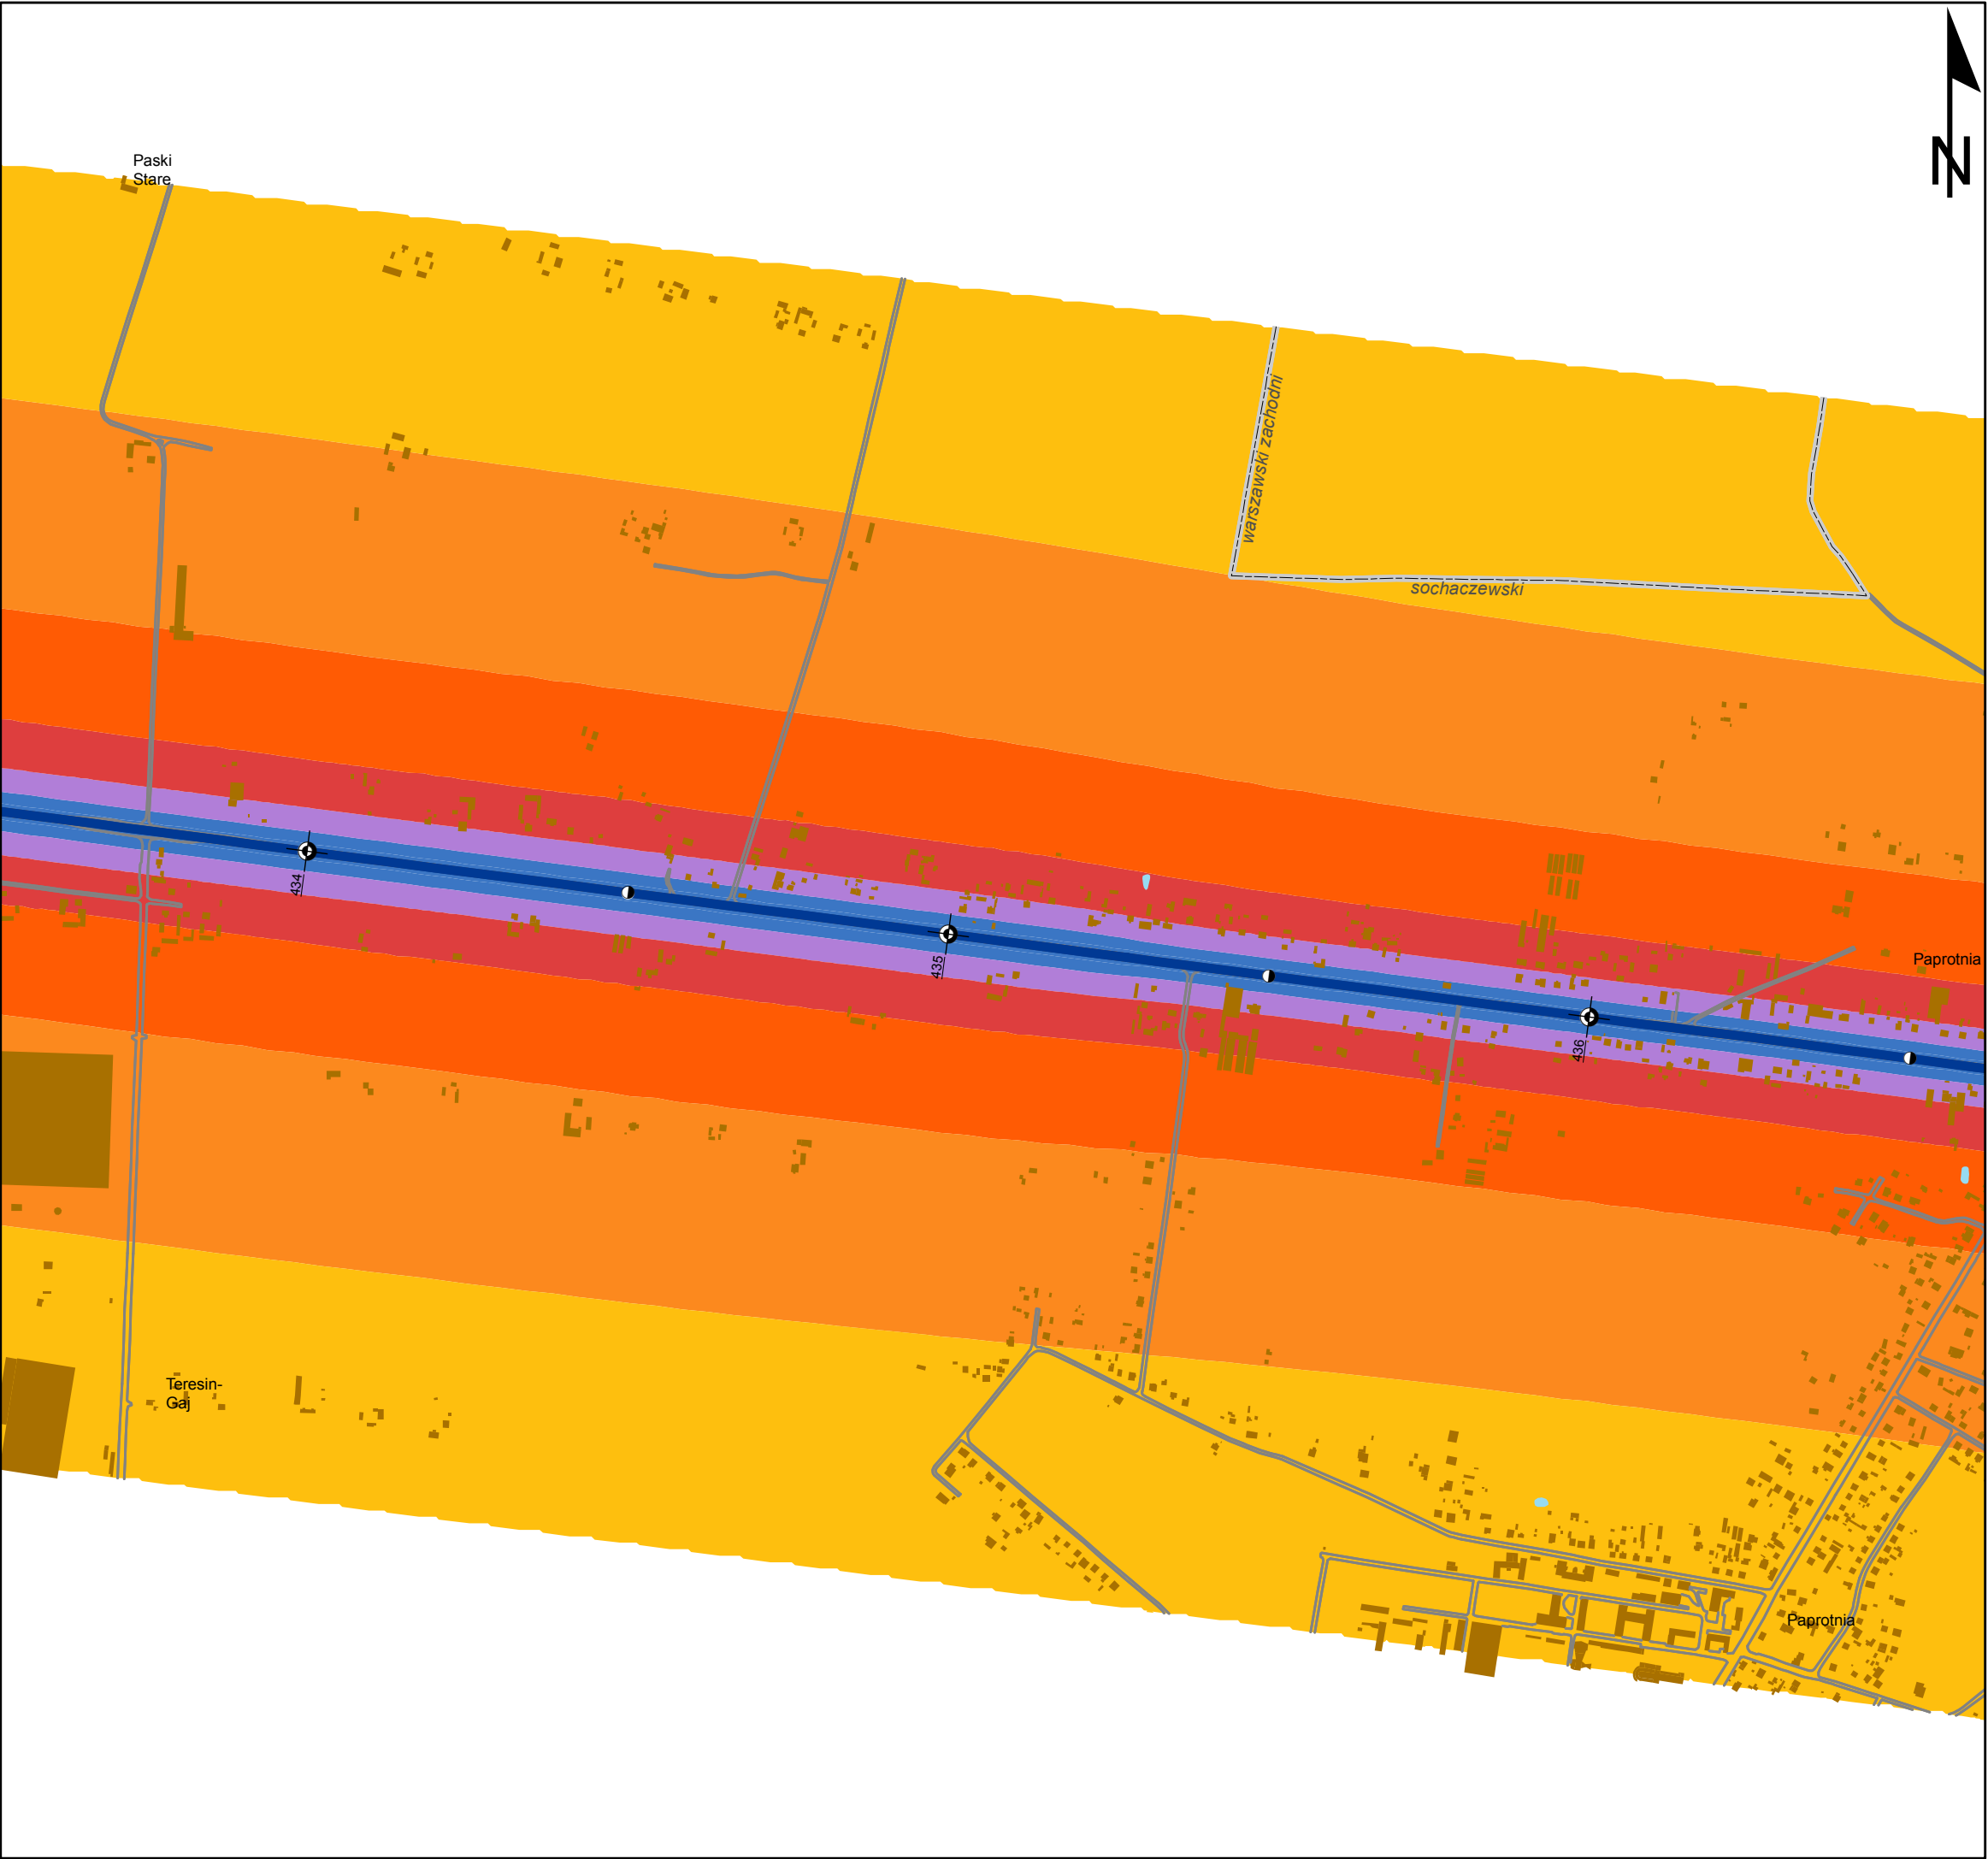 N
Paski
Stare
warszawski zachodni
sochaczewski
434
435
436
Paprotnia
Teresin-
Gaj
Paprotnia